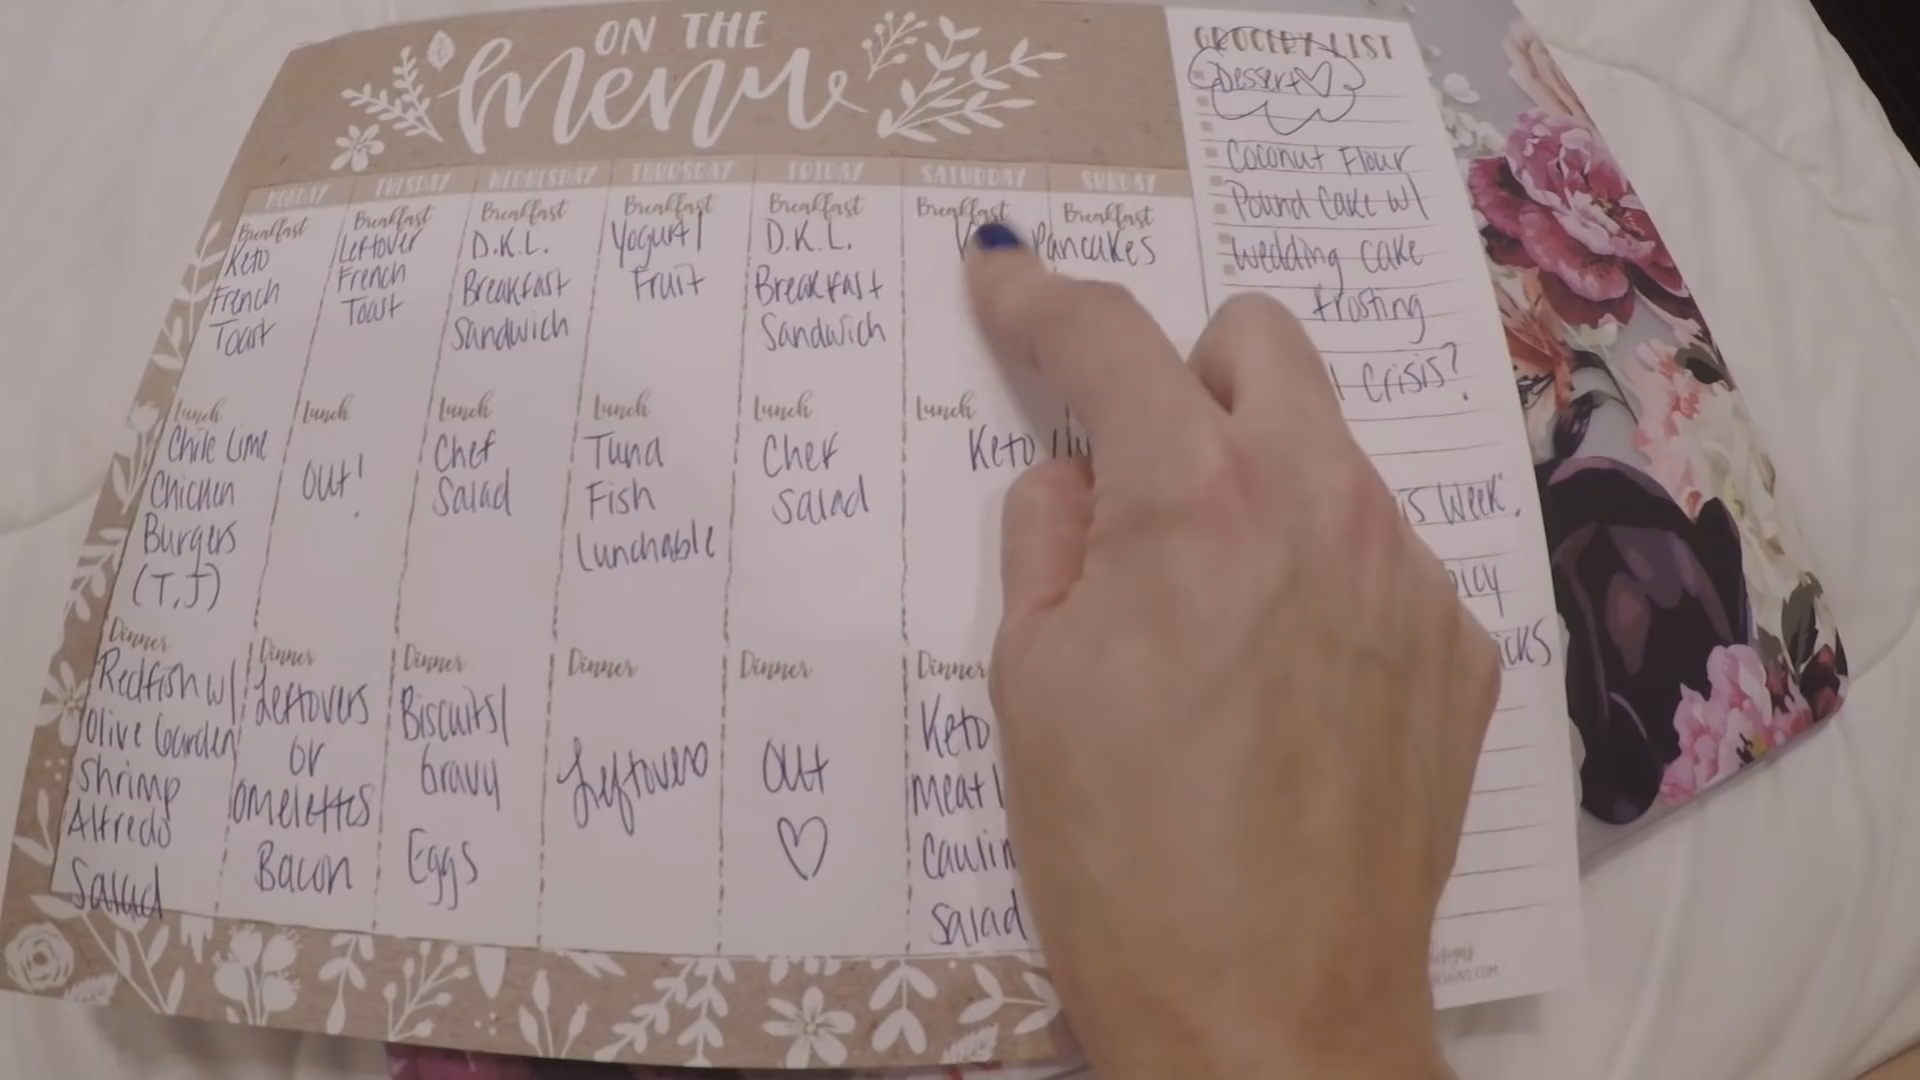 ON THE
menu
MONDAY
Breakfast
Keto
French
Toast
Lunch
Chile Lime
Chicken
Burgers
(T.J)
Dinner
Redfish w/
Olive Garden
Shrimp
Alfredo
Salad
TUESDAY
Breakfast
Leftover
French
Toast
Lunch
Out!
Dinner
Leftovers
or
Omelettes
Bacon
WEDNESDAY
Breakfast
D.K.L.
Breakfast
Sandwich
Lunch
Chef
Salad
Dinner
Biscuits/
Gravy
Eggs
THURSDAY
Breakfast
Yogurt/
Fruit
Lunch
Tuna
Fish
Lunchable
Dinner
Leftovers
FRIDAY
Breakfast
D.K.L.
Breakfast
Sandwich
Lunch
Chef
Salad
Dinner
Out
SATURDAY
SUNDAY
Breakfast
Breakfast
Pancakes
Lunch
Keto
Dinner
Keto
Meat
Salad
GROCERY LIST
Dessert
Coconut Flour
Pound Cake w/
Wedding Cake
Frosting
Crisis?
Week.